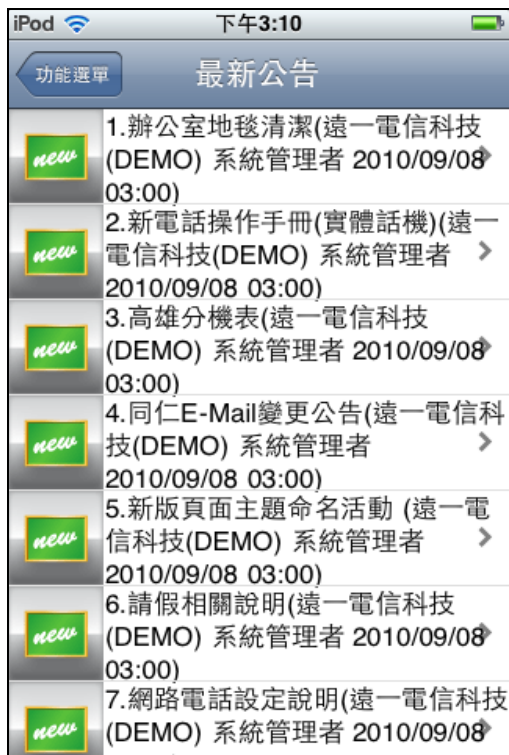 iPod 下午3:10
功能選單 最新公告
new
1.辦公室地毯清潔(遠一電信科技
(DEMO) 系統管理者 2010/09/08
03:00)
new
2.新電話操作手冊(實體話機)(遠一
電信科技(DEMO) 系統管理者
2010/09/08 03:00)
new
3.高雄分機表(遠一電信科技
(DEMO) 系統管理者 2010/09/08
03:00)
new
4.同仁E-Mail變更公告(遠一電信科
技(DEMO) 系統管理者
2010/09/08 03:00)
new
5.新版頁面主題命名活動 (遠一電
信科技(DEMO) 系統管理者
2010/09/08 03:00)
new
6.請假相關說明(遠一電信科技
(DEMO) 系統管理者 2010/09/08
03:00)
new
7.網路電話設定說明(遠一電信科技
(DEMO) 系統管理者 2010/09/08